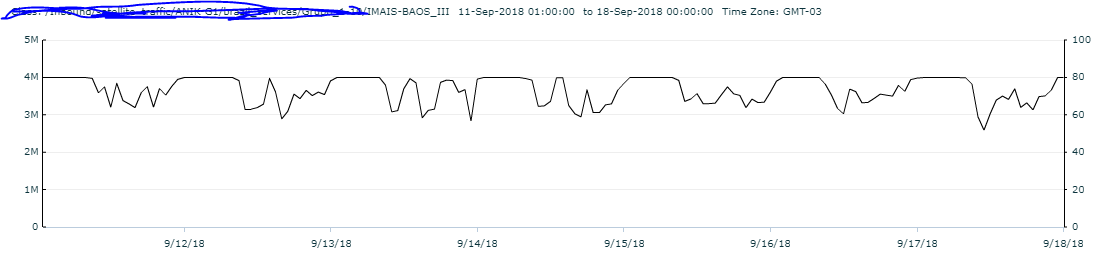 IMAIS-BAOS_III 11-Sep-2018 01:00:00 to 18-Sep-2018 00:00:00 Time Zone: GMT-03
5M 100
4M 80
3M 60
2M 40
1M 20
0 0
9/12/18 9/13/18 9/14/18 9/15/18 9/16/18 9/17/18 9/18/18